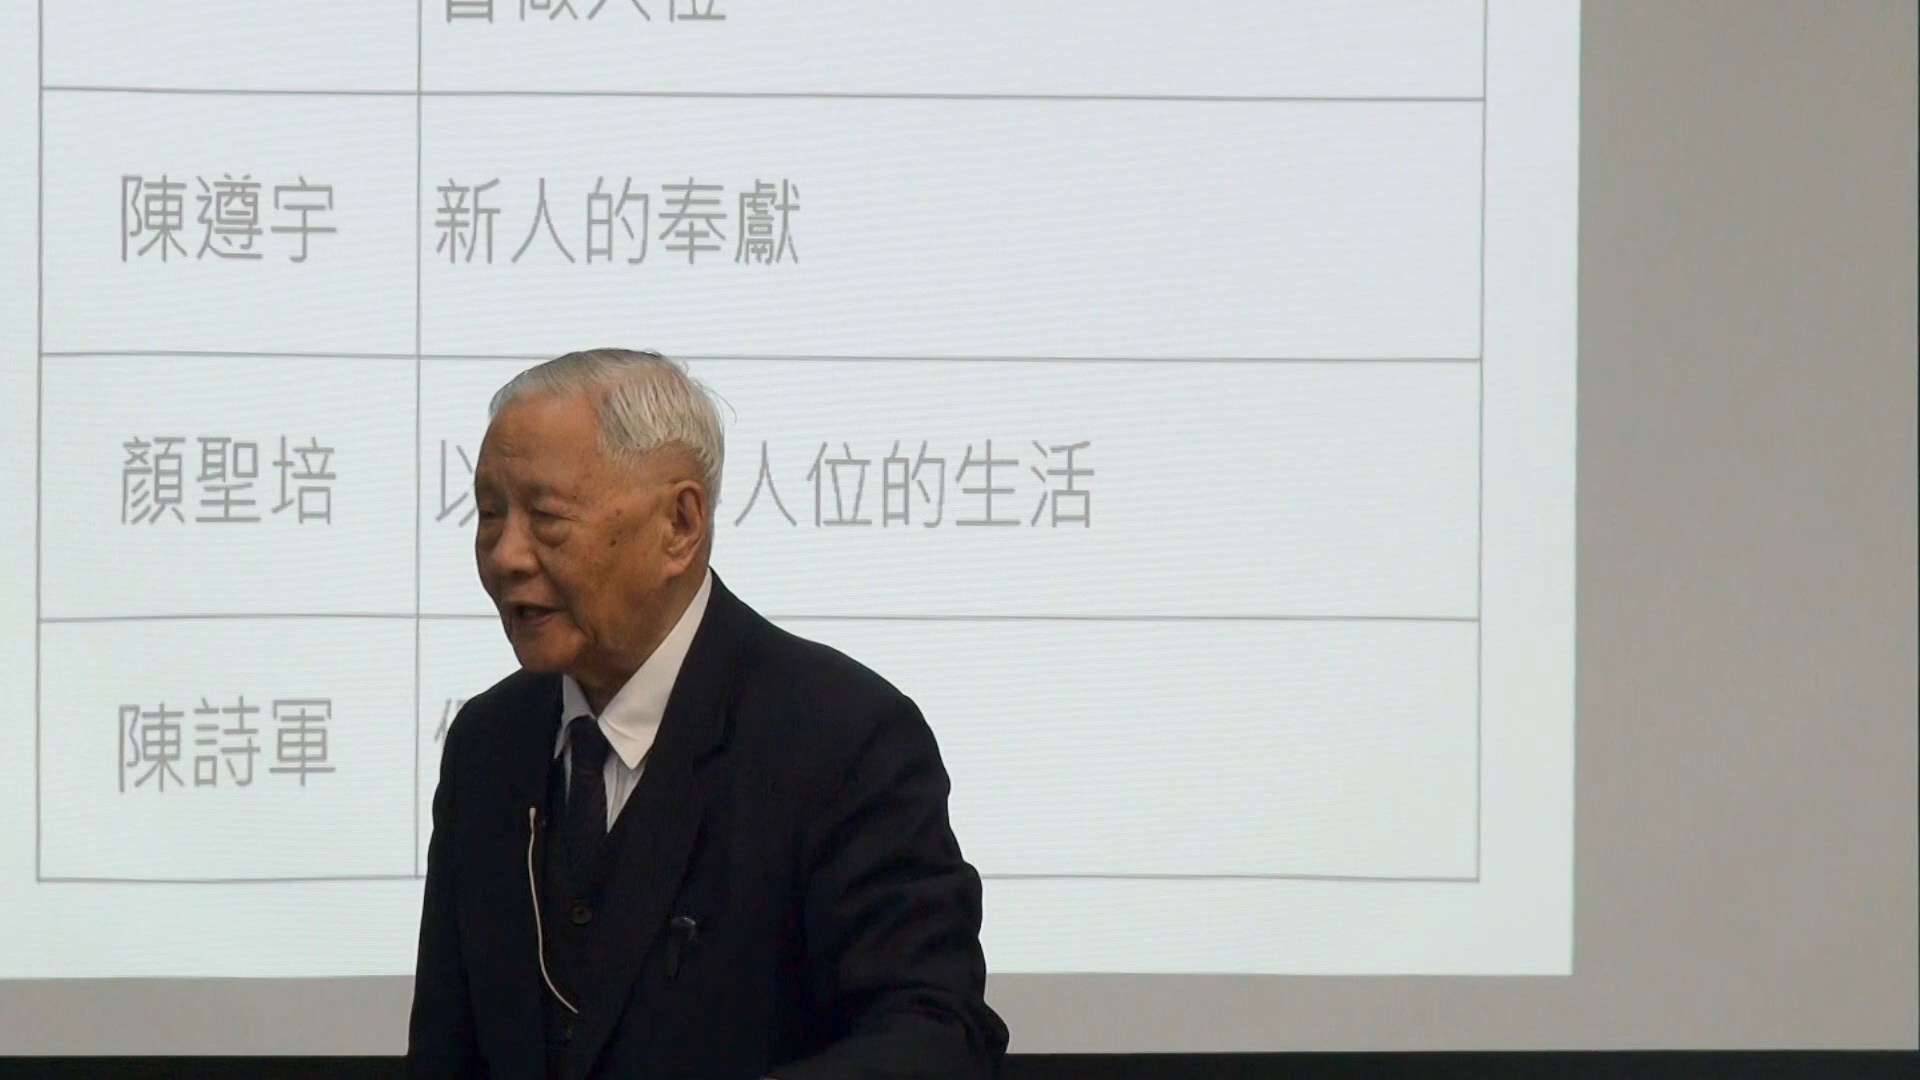 陳遵宇 新人的奉獻
顏聖培 以 人位的生活
陳詩軍